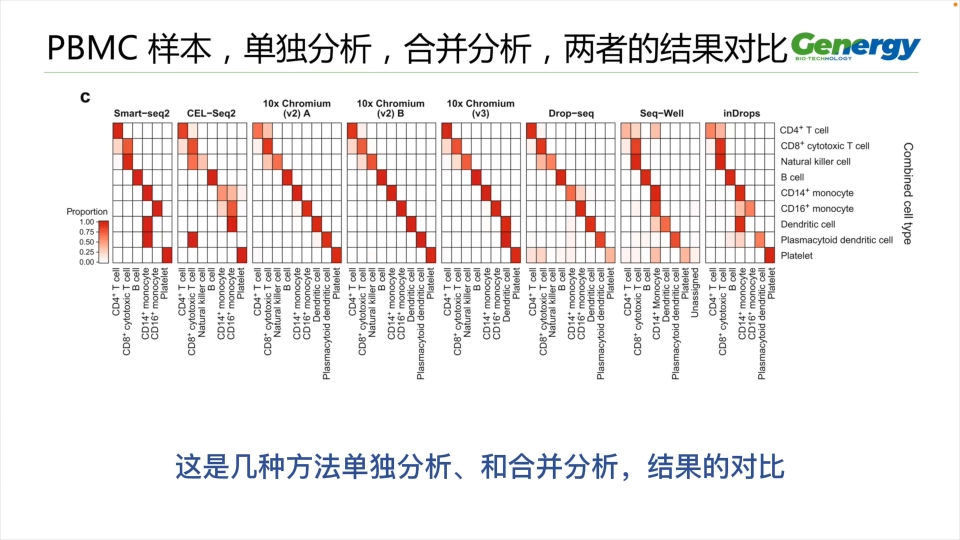 PBMC 样本，单独分析，合并分析，两者的结果对比
Genergy
BIO-TECHNOLOGY
c
Smart−seq2
CEL−Seq2
10x Chromium
(v2) A
10x Chromium
(v2) B
10x Chromium
(v3)
Drop−seq
Seq−Well
inDrops
CD4+ T cell
CD8+ cytotoxic T cell
Natural killer cell
B cell
CD14+ monocyte
CD16+ monocyte
Dendritic cell
Plasmacytoid dendritic cell
Platelet
Combined cell type
Proportion
1.00
0.75
0.50
0.25
0.00
CD4+ T cell
CD8+ cytotoxic T cell
B cell
CD14+ monocyte
CD16+ monocyte
Platelet
CD4+ T cell
CD8+ cytotoxic T cell
Natural killer cell
B cell
CD14+ monocyte
CD16+ monocyte
Platelet
CD4+ T cell
CD8+ cytotoxic T cell
Natural killer cell
B cell
CD14+ monocyte
CD16+ monocyte
Dendritic cell
Plasmacytoid dendritic cell
Platelet
CD4+ T cell
CD8+ cytotoxic T cell
Natural killer cell
B cell
CD14+ monocyte
CD16+ monocyte
Dendritic cell
Plasmacytoid dendritic cell
Platelet
CD4+ T cell
CD8+ cytotoxic T cell
Natural killer cell
B cell
CD14+ monocyte
CD16+ monocyte
Dendritic cell
Platelet
CD4+ T cell
CD8+ cytotoxic T cell
Natural killer cell
B cell
CD14+ monocyte
CD16+ monocyte
Dendritic cell
Plasmacytoid dendritic cell
Platelet
CD4+ T cell
CD8+ cytotoxic T cell
B cell
CD14+ Monocyte
Dendritic cell
Plasmacytoid dendritic cell
Platelet
Unassigned
CD4+ T cell
CD8+ cytotoxic T cell
B cell
CD14+ monocyte
CD16+ monocyte
Plasmacytoid dendritic cell
Platelet
这是几种方法单独分析、和合并分析，结果的对比